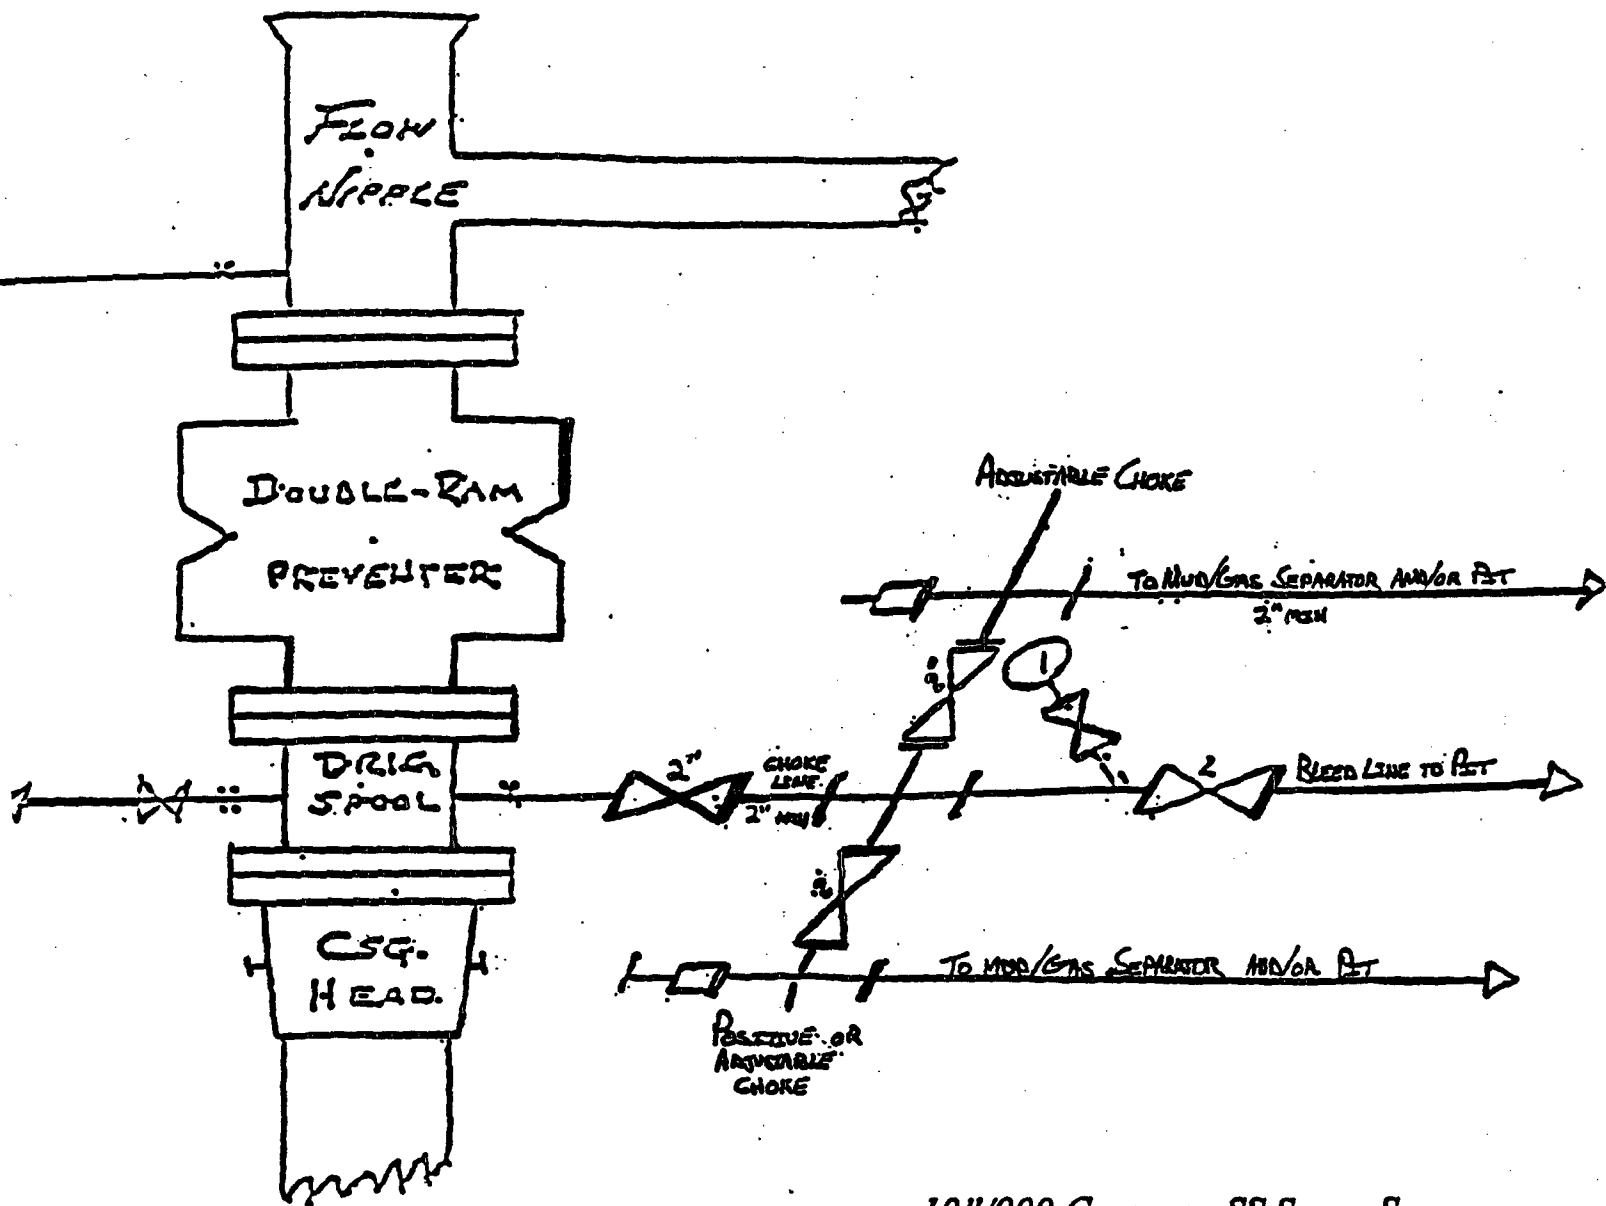 FLOW
NIPPLE
DOUBLE-RAM
PREVENTER
ADJUSTABLE CHOKE
TO MUD/GAS SEPARATOR AND/OR PIT
2" MIN
1
DRLG
SPOOL
2"
CHOKE
LINE
2" MIN
2
BLEED LINE TO PIT
CSG.
HEAD.
TO MUD/GAS SEPARATOR AND/OR PIT
POSITIVE OR
ADJUSTABLE
CHOKE